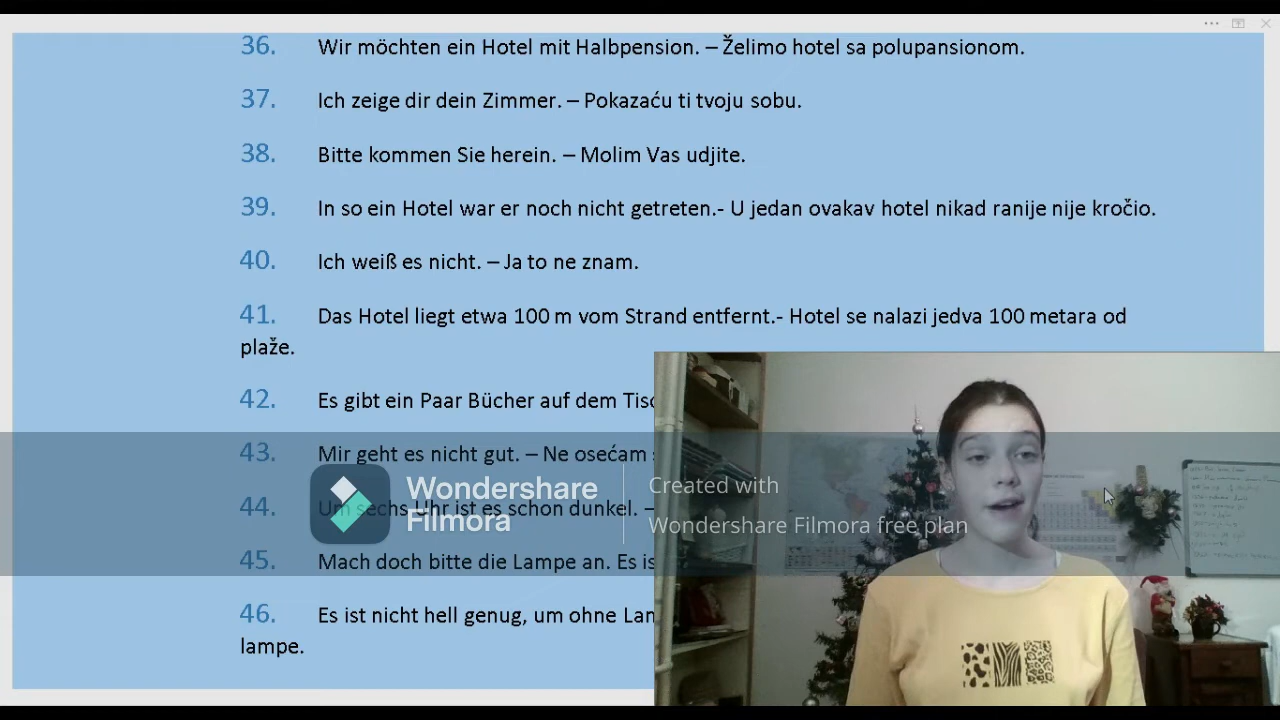 36. Wir möchten ein Hotel mit Halbpension. – Želimo hotel sa polupansionom.
37. Ich zeige dir dein Zimmer. – Pokazaću ti tvoju sobu.
38. Bitte kommen Sie herein. – Molim Vas udjite.
39. In so ein Hotel war er noch nicht getreten.- U jedan ovakav hotel nikad ranije nije kročio.
40. Ich weiß es nicht. – Ja to ne znam.
41. Das Hotel liegt etwa 100 m vom Strand entfernt.- Hotel se nalazi jedva 100 metara od
plaže.
42. Es gibt ein Paar Bücher auf dem
43. Mir geht es nicht gut. – Ne osećam
44. Um sechs Uhr ist es schon dunkel. –
45. Mach doch bitte die Lampe an. Es
46. Es ist nicht hell genug, um ohne
lampe.
Wondershare
Filmora
Created with
Wondershare Filmora free plan